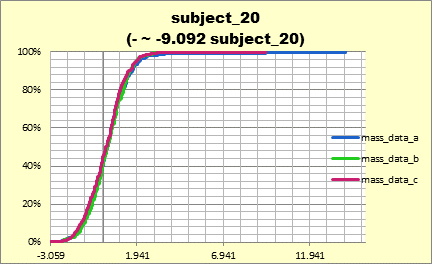 subject_20
(- ~ -9.092 subject_20)
100%
80%
60%
40%
20%
0%
-3.059
1.941
6.941
11.941
mass_data_a
mass_data_b
mass_data_c